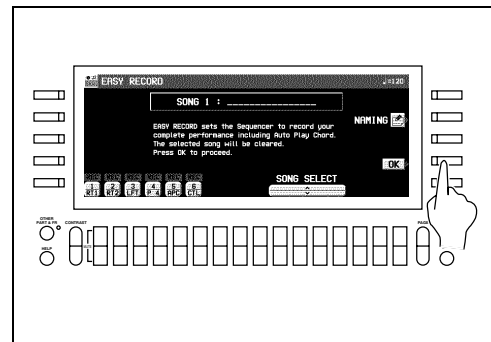 EASY RECORD
♩=120
SONG 1 : ________________
NAMING
EASY RECORD sets the Sequencer to record your
complete performance including Auto Play Chord.
The selected song will be cleared.
Press OK to proceed.
OK
1 2 3 4 5 6
RT1 RT2 LFT P 4 APC CTL
SONG SELECT
OTHER
PART & FR
CONTRAST
PAGE
HELP